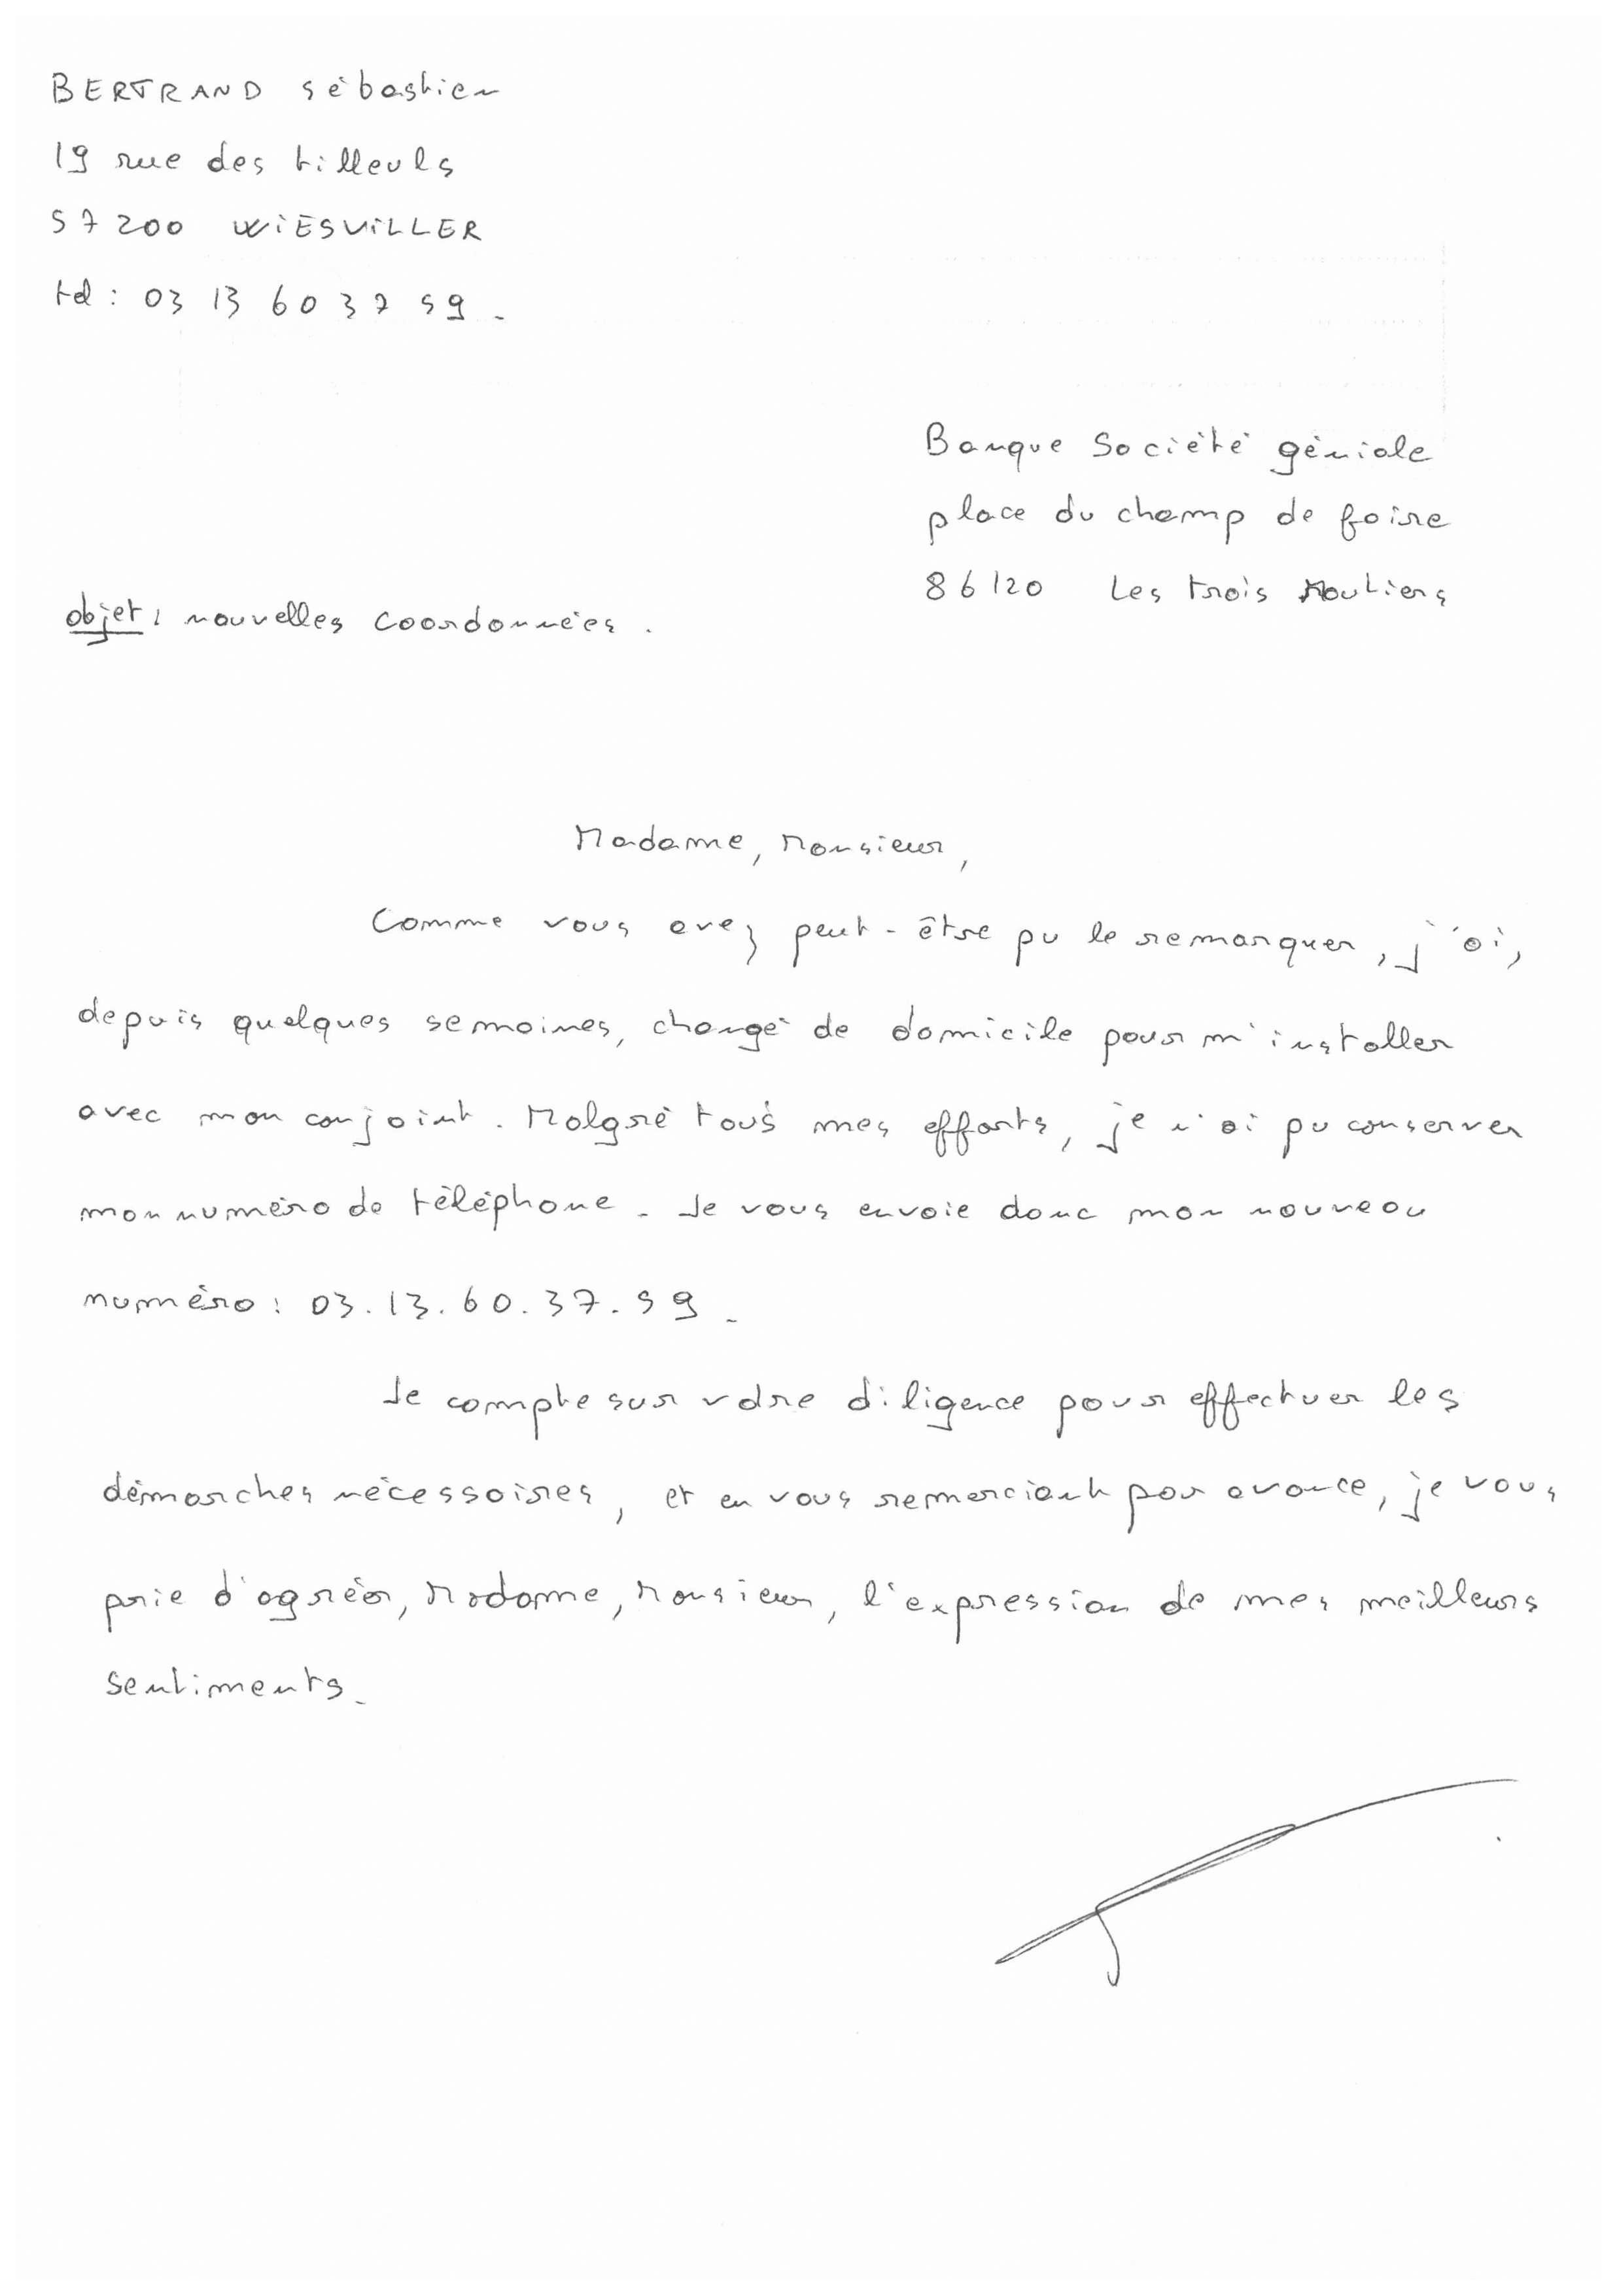 BERTRAND Sébastien
19 rue des tilleuls
57200 WIESVILLER
tel : 03 13 60 37 59.
Banque Société géniale
place du champ de foire
86120 Les trois Moutiers
objet : nouvelles coordonnées.
Madame, Monsieur,
Comme vous avez peut-être pu le remarquer, j'ai,
depuis quelques semaines, changé de domicile pour m'installer
avec mon conjoint. Malgré tous mes efforts, je n'ai pu conserver
mon numéro de téléphone. Je vous envoie donc mon nouveau
numéro : 03.13.60.37.59.
Je compte sur votre diligence pour effectuer les
démarches nécessaires, et en vous remerciant par avance, je vous
prie d'agréer, Madame, Monsieur, l'expression de mes meilleurs
sentiments.